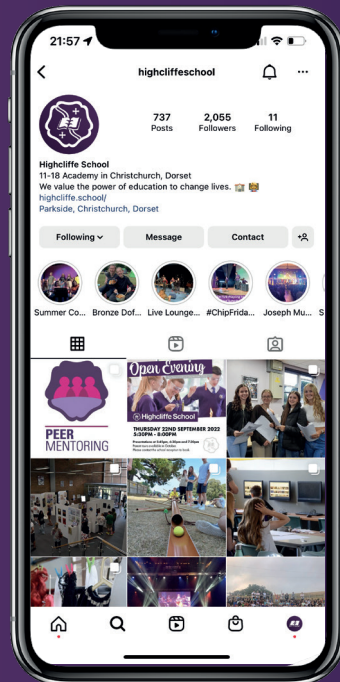 21:57
highcliffeschool
737
Posts
2,055
Followers
11
Following
Highcliffe School
11-18 Academy in Christchurch, Dorset
We value the power of education to change lives.
highcliffe.school/
Parkside, Christchurch, Dorset
Following
Message
Contact
Summer Co...
Bronze Dof...
Live Lounge...
#ChipFrida...
Joseph Mu...
S
PEER
MENTORING
Open Evening
Highcliffe School
THURSDAY 22ND SEPTEMBER 2022
5:30PM - 8:00PM